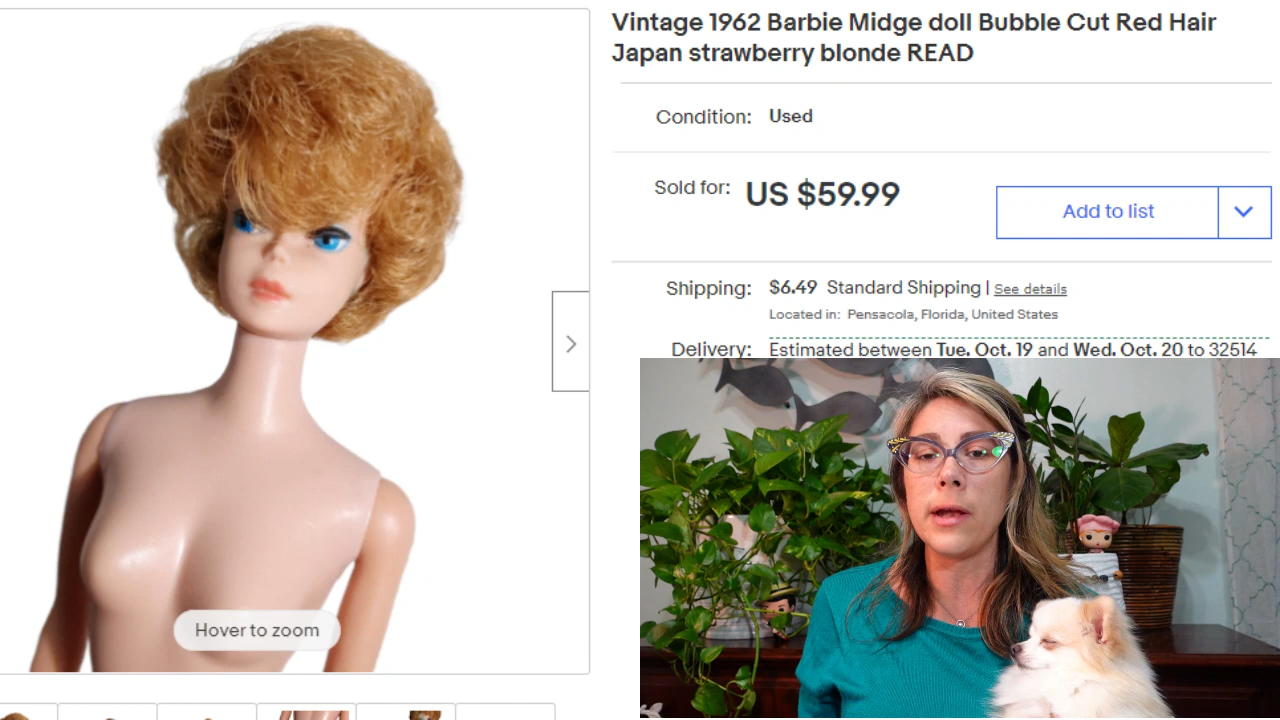 Vintage 1962 Barbie Midge doll Bubble Cut Red Hair
Japan strawberry blonde READ
Condition: Used
Sold for: US $59.99
Add to list
Shipping: $6.49 Standard Shipping | See details
Located in: Pensacola, Florida, United States
Delivery: Estimated between Tue. Oct. 19 and Wed. Oct. 20 to 32514
Hover to zoom